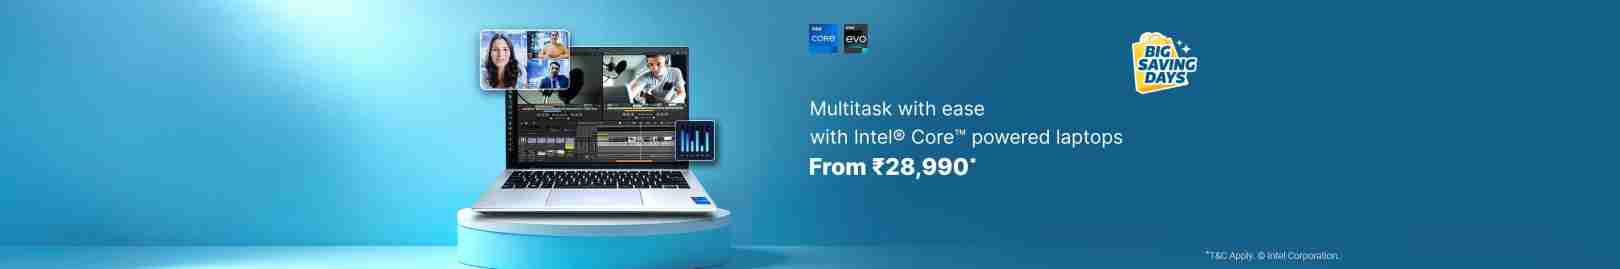 intel
CORE
intel
evo
BIG
SAVING
DAYS
Multitask with ease
with Intel® Core™ powered laptops
From ₹28,990*
*T&C Apply. © Intel Corporation.